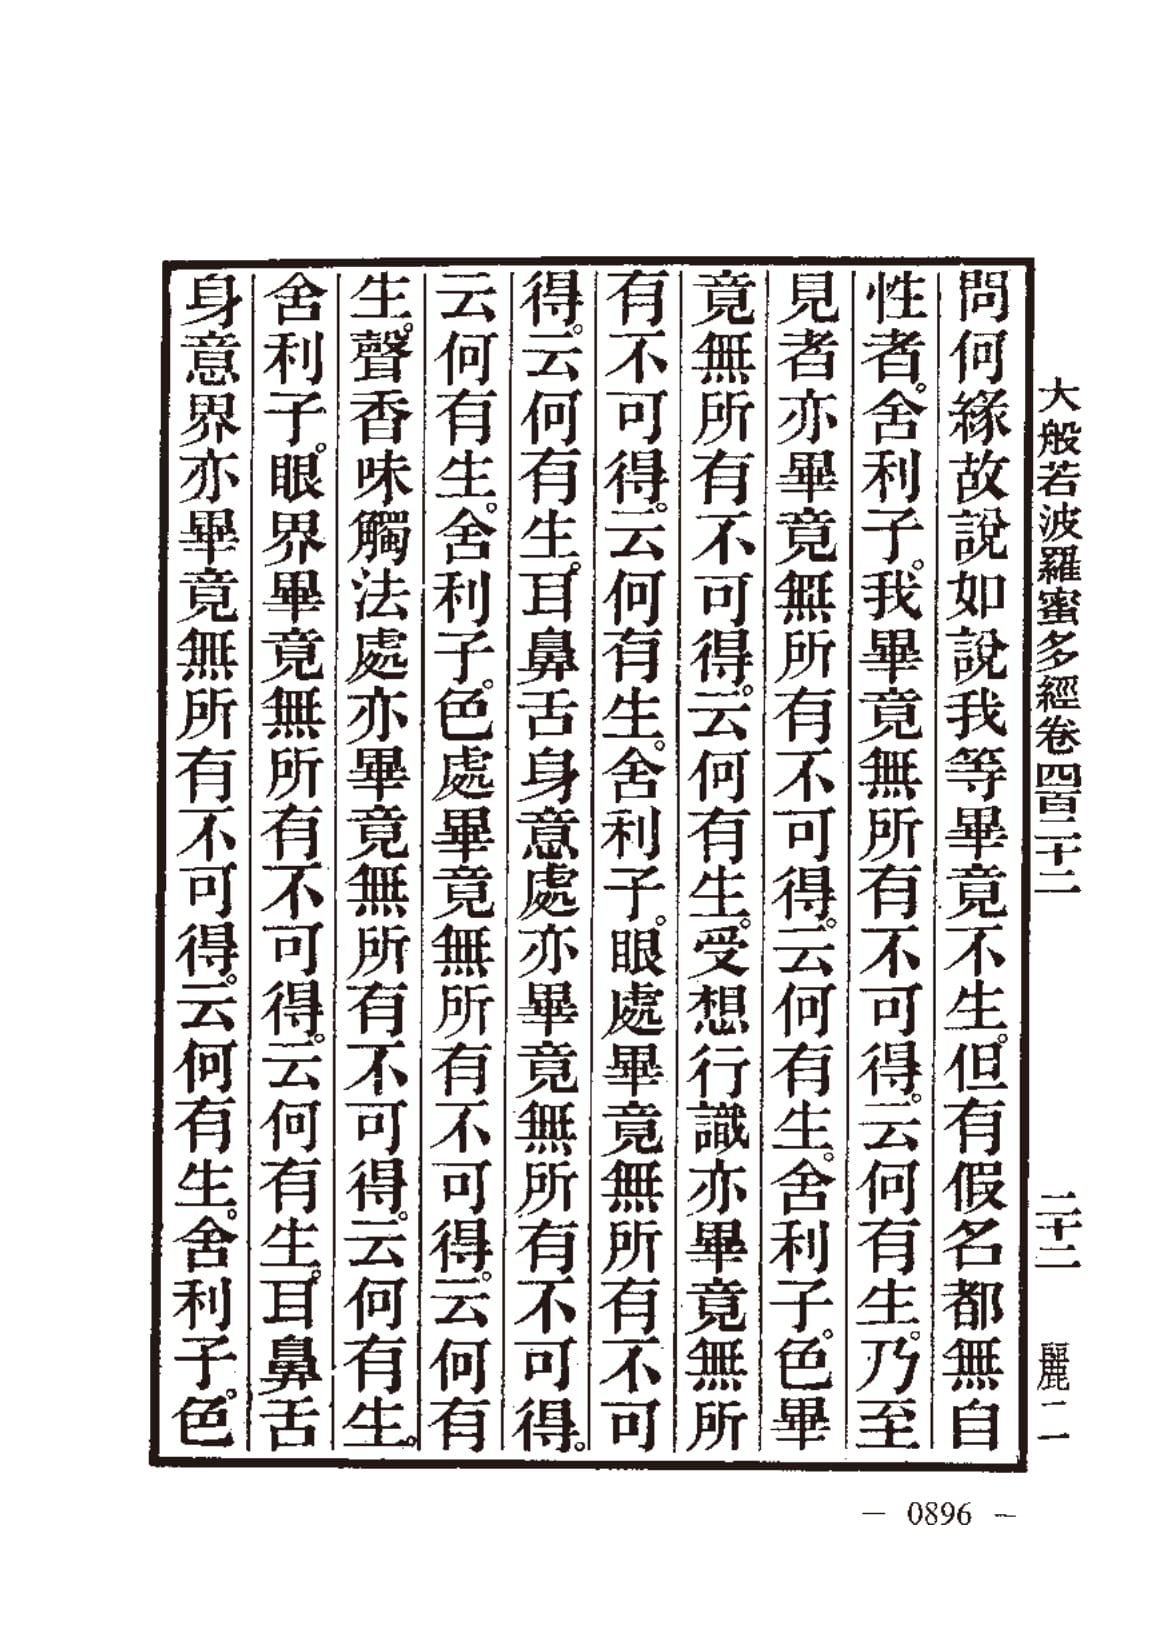 大般若波羅蜜多經卷四百二十二　二十二　麗二
問何緣故說如說我等畢竟不生。但有假名都無自
性者。舍利子。我畢竟無所有不可得。云何有生。乃至
見者亦畢竟無所有不可得。云何有生。舍利子。色畢
竟無所有不可得。云何有生。受想行識亦畢竟無所
有不可得。云何有生。舍利子。眼處畢竟無所有不可
得。云何有生。耳鼻舌身意處亦畢竟無所有不可得。
云何有生。舍利子。色處畢竟無所有不可得。云何有
生。聲香味觸法處亦畢竟無所有不可得。云何有生。
舍利子。眼界畢竟無所有不可得。云何有生。耳鼻舌
身意界亦畢竟無所有不可得。云何有生。舍利子。色
— 0896 —